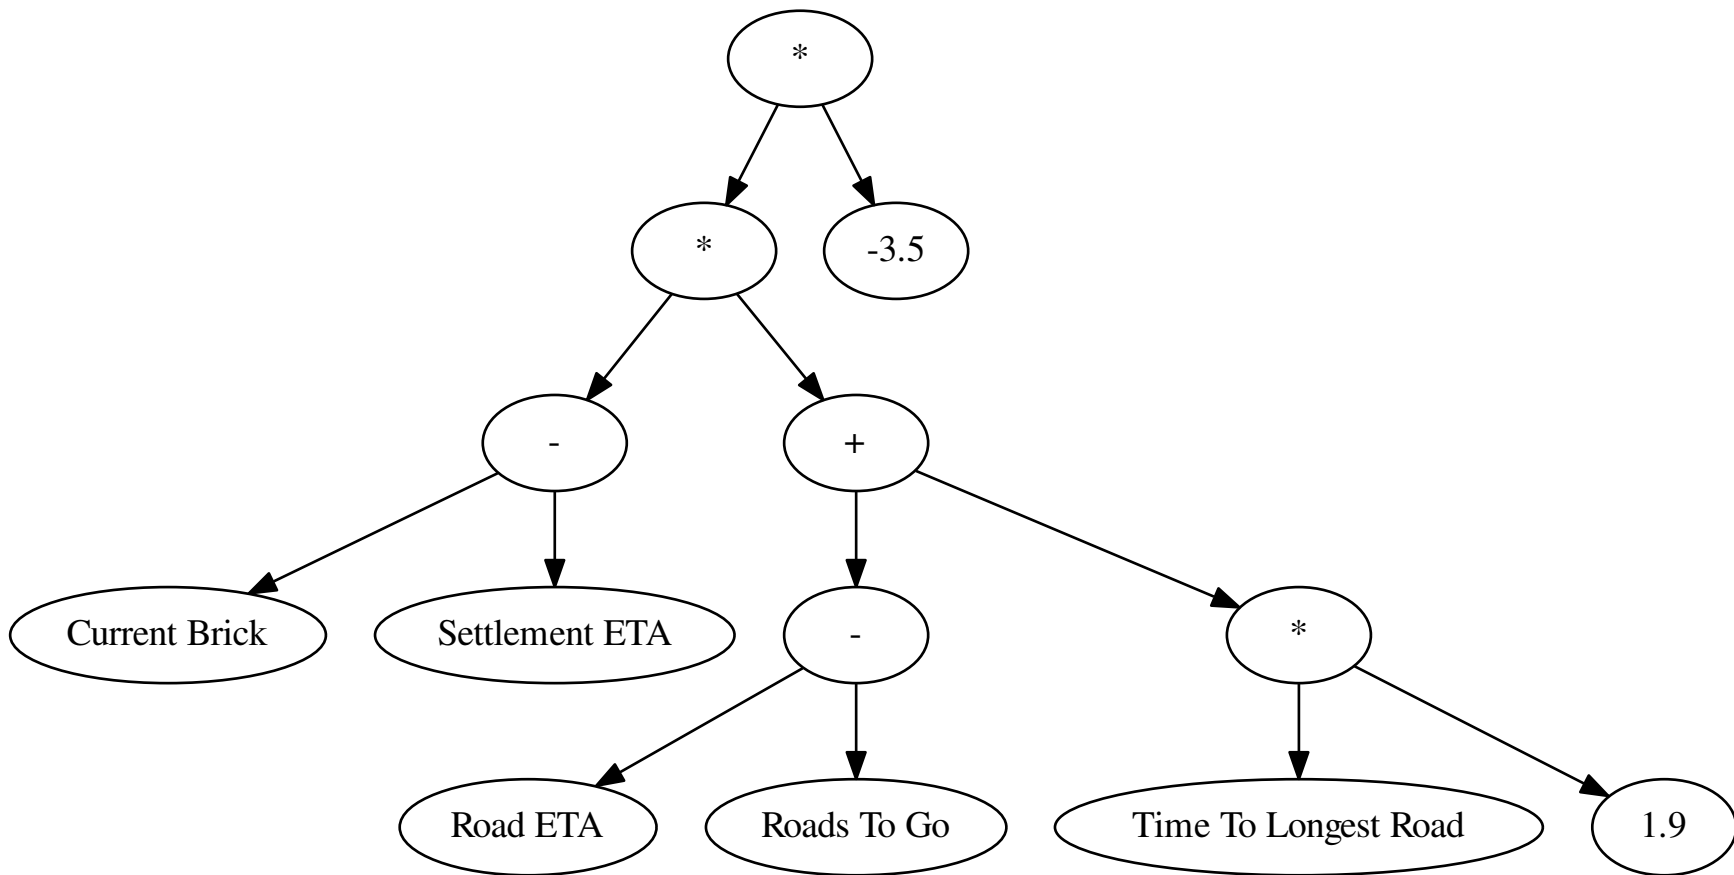 *
*
-3.5
-
+
Current Brick
Settlement ETA
-
*
Road ETA
Roads To Go
Time To Longest Road
1.9